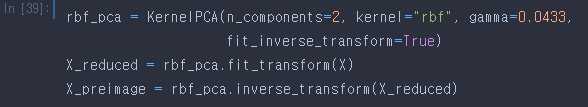 In [39]:
rbf_pca = KernelPCA(n_components=2, kernel="rbf", gamma=0.0433,
fit_inverse_transform=True)
X_reduced = rbf_pca.fit_transform(X)
X_preimage = rbf_pca.inverse_transform(X_reduced)